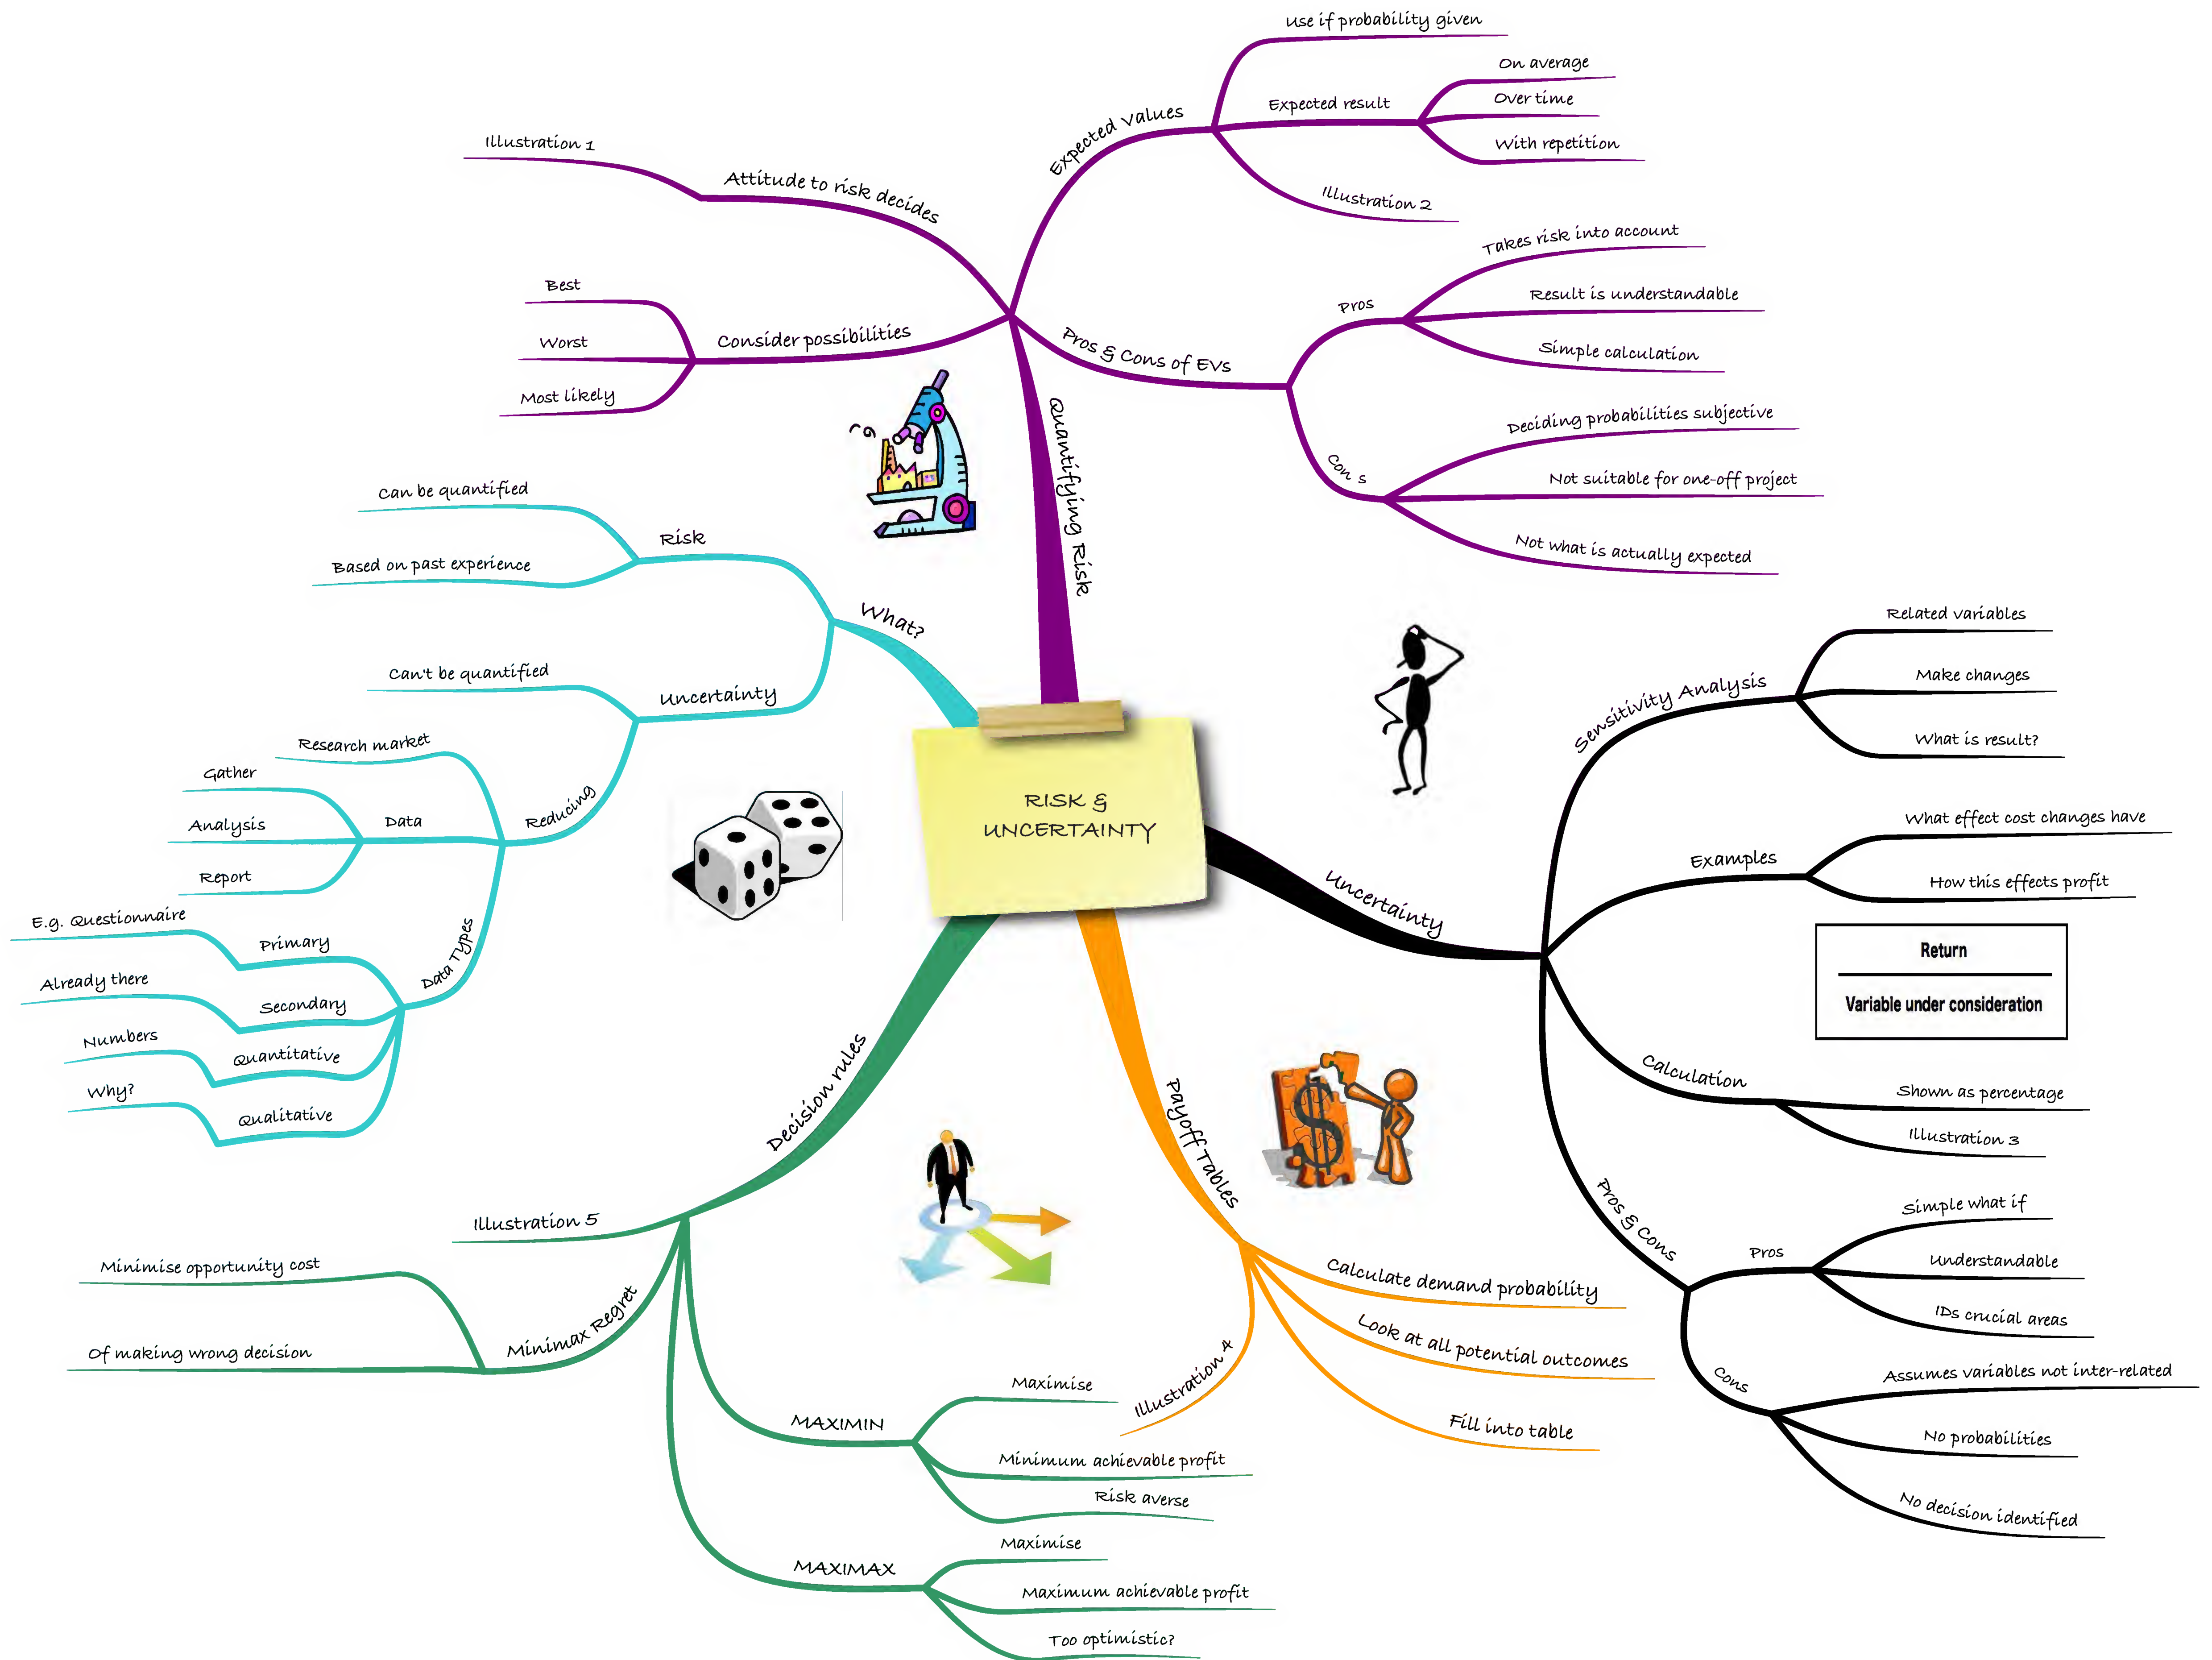 RISK &
UNCERTAINTY
Quantifying Risk
Expected Values
Use if probability given
Expected result
On average
Over time
With repetition
Illustration 2
Pros & Cons of EVs
Pros
Takes risk into account
Result is understandable
Simple calculation
Con s
Deciding probabilities subjective
Not suitable for one-off project
Not what is actually expected
Attitude to risk decides
Illustration 1
Consider possibilities
Best
Worst
Most likely
What?
Risk
Can be quantified
Based on past experience
Uncertainty
Can't be quantified
Reducing
Research market
Data
Gather
Analysis
Report
Data Types
Primary
E.g. Questionnaire
Secondary
Already there
Quantitative
Numbers
Qualitative
Why?
Uncertainty
Sensitivity Analysis
Related variables
Make changes
What is result?
Examples
What effect cost changes have
How this effects profit
Return
Variable under consideration
Calculation
Shown as percentage
Illustration 3
Pros & Cons
Pros
Simple what if
Understandable
IDs crucial areas
Cons
Assumes variables not inter-related
No probabilities
No decision identified
Payoff Tables
Calculate demand probability
Look at all potential outcomes
Fill into table
Illustration 4
Decision rules
Illustration 5
Minimax Regret
Minimise opportunity cost
Of making wrong decision
MAXIMIN
Maximise
Minimum achievable profit
Risk averse
MAXIMAX
Maximise
Maximum achievable profit
Too optimistic?